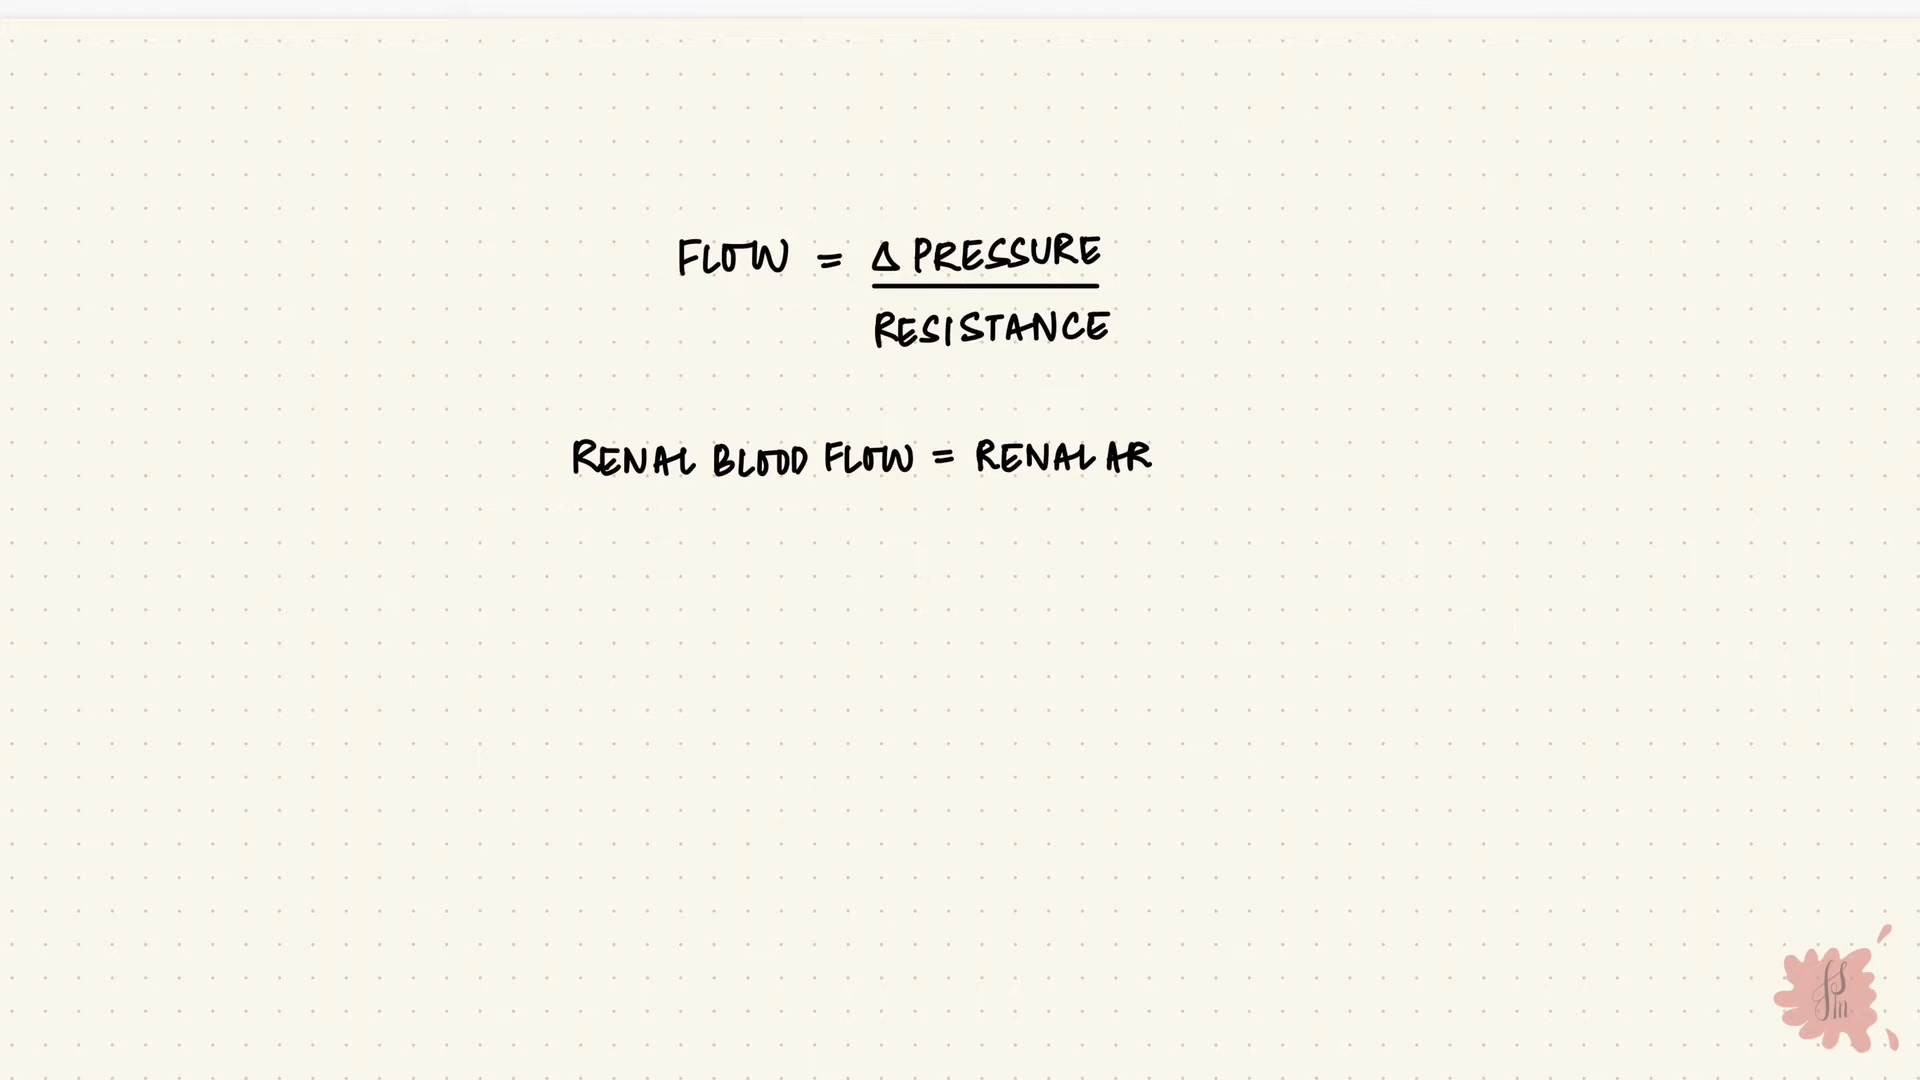 FLOW = Δ PRESSURE
RESISTANCE
RENAL BLOOD FLOW = RENAL AR